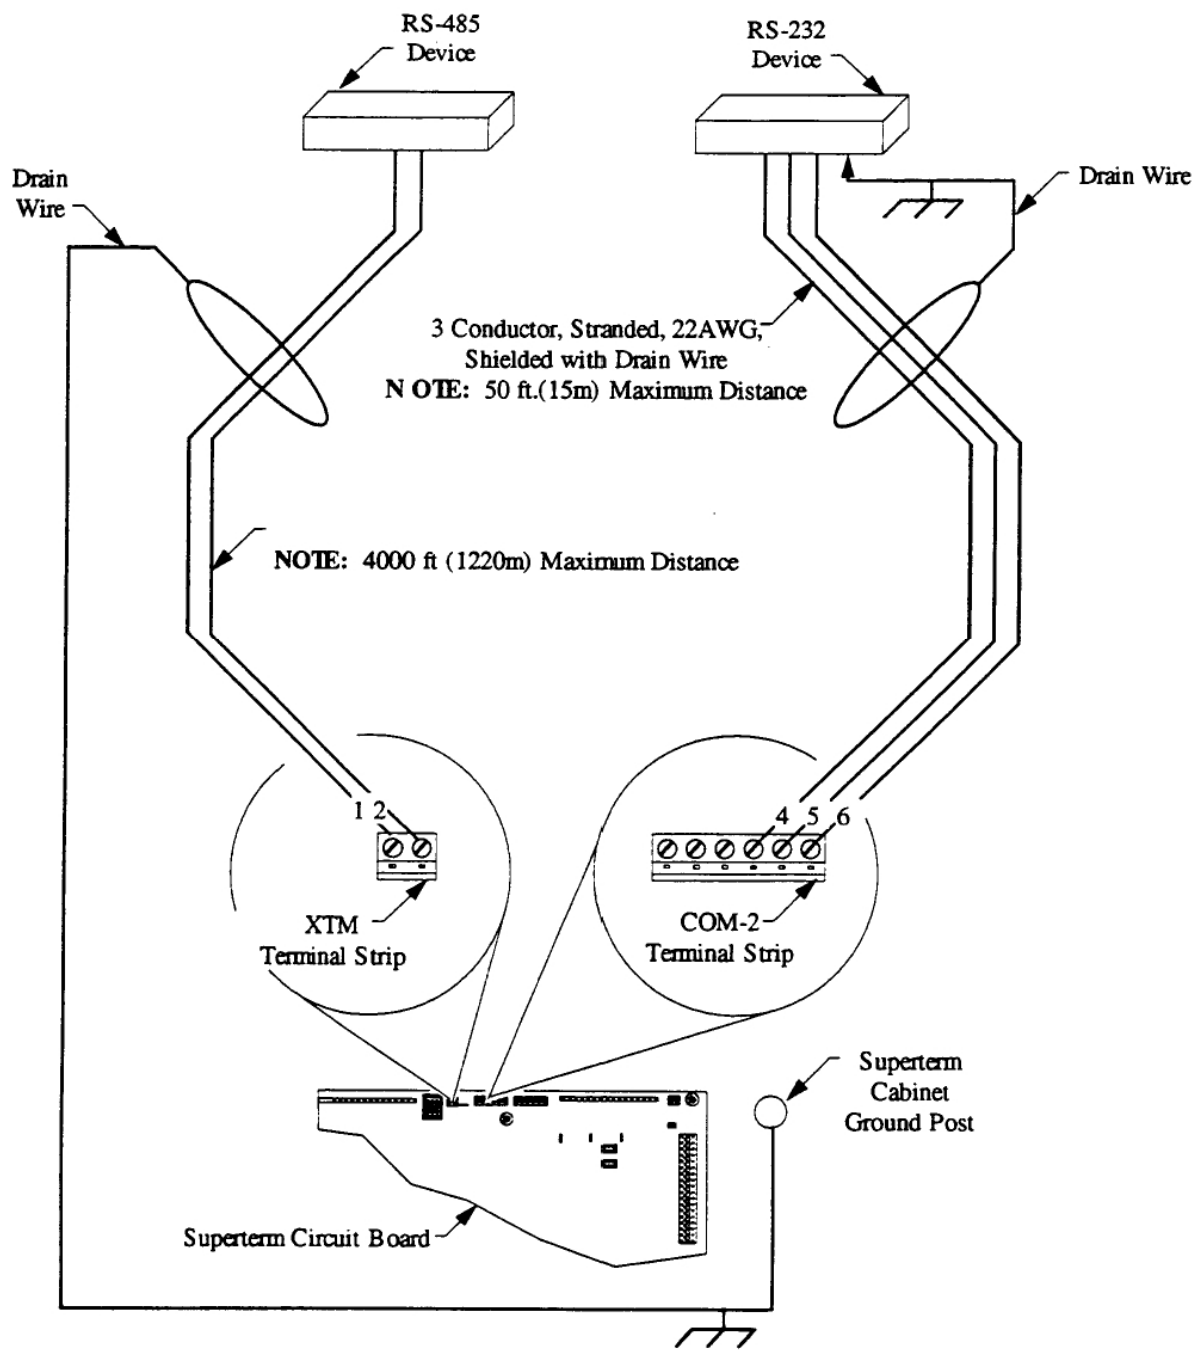 RS-485
Device
RS-232
Device
Drain
Wire
Drain Wire
3 Conductor, Stranded, 22AWG,
Shielded with Drain Wire
NOTE: 50 ft.(15m) Maximum Distance
NOTE: 4000 ft (1220m) Maximum Distance
1 2
4 5 6
XTM
Terminal Strip
COM-2
Terminal Strip
Superterm
Cabinet
Ground Post
Superterm Circuit Board